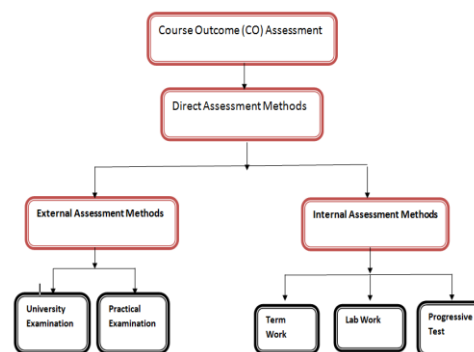 Course Outcome (CO) Assessment
Direct Assessment Methods
External Assessment Methods
Internal Assessment Methods
University
Examination
Practical
Examination
Term
Work
Lab Work
Progressive
Test